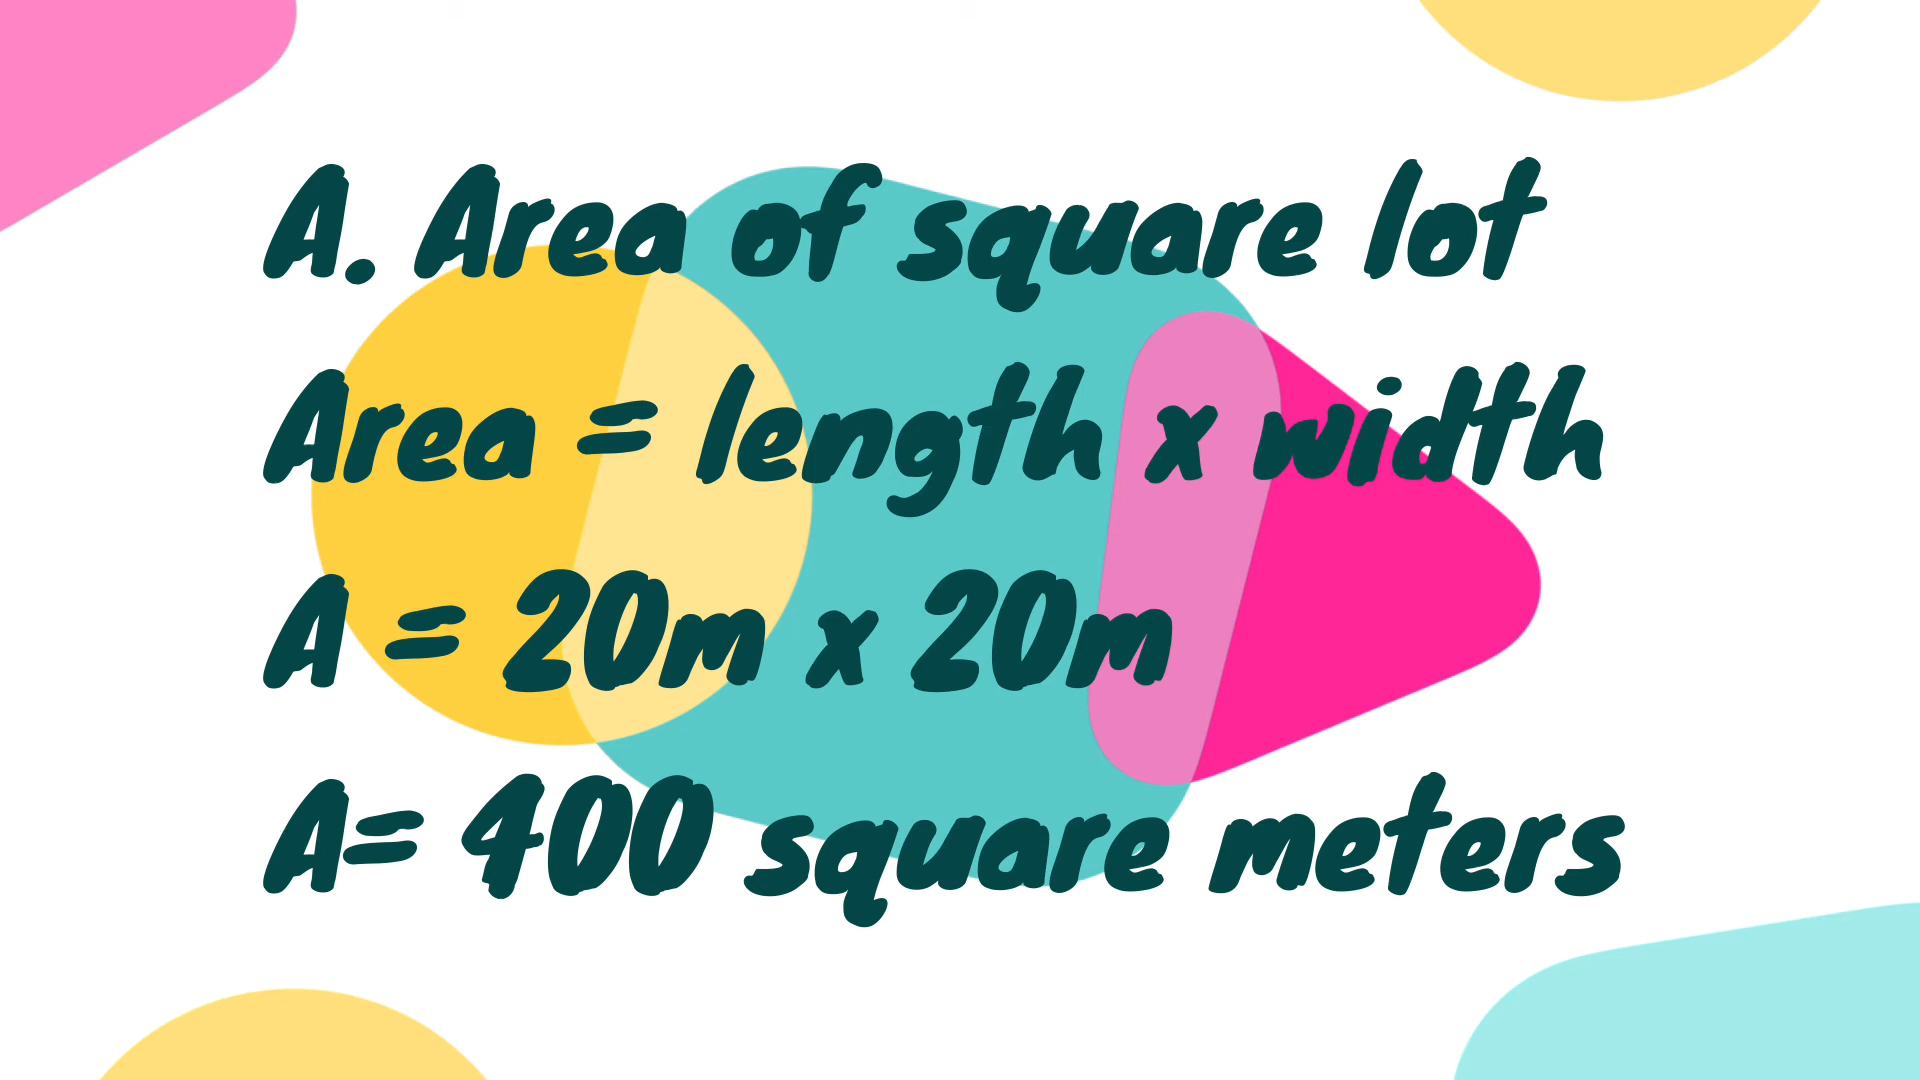 A. Area of square lot
Area = length x width
A = 20m x 20m
A= 400 square meters